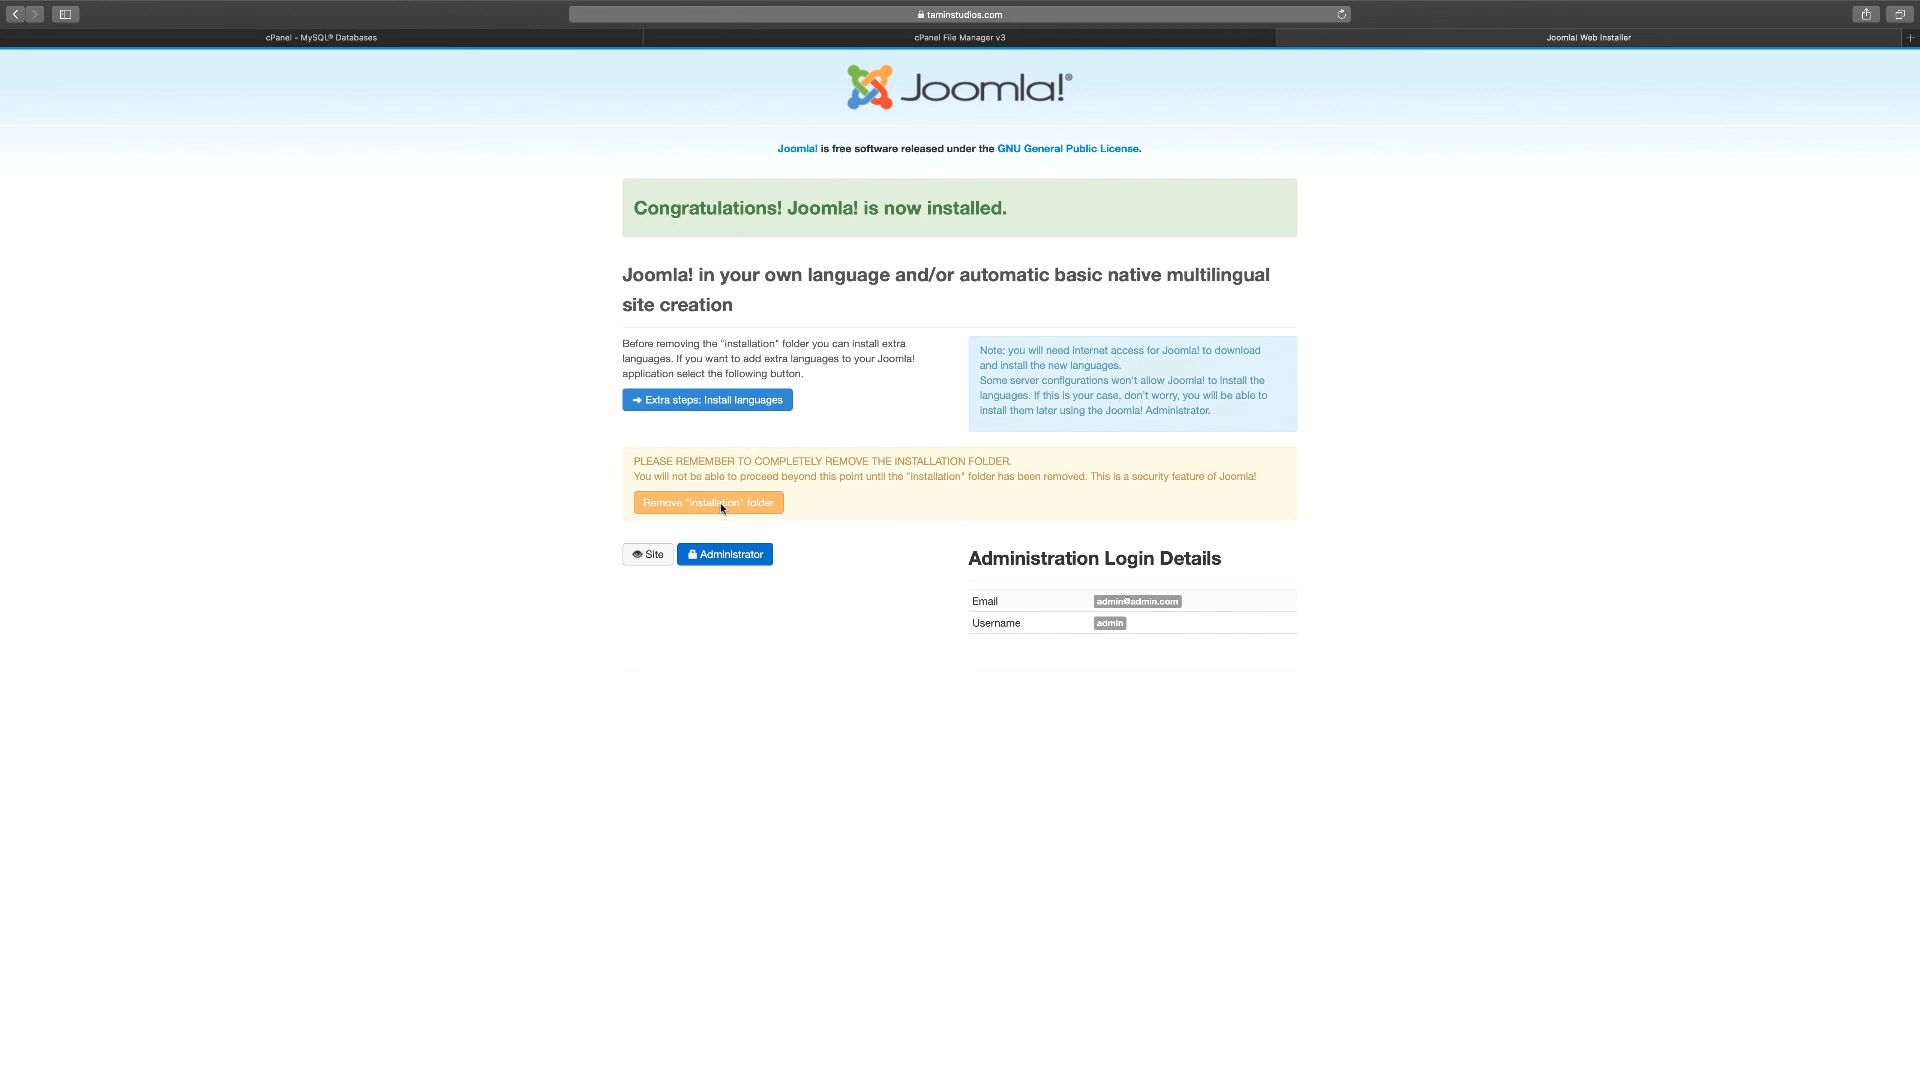 taminstudios.com
cPanel - MySQL® Databases
cPanel File Manager v3
Joomla! Web Installer
Joomla!®
Joomla! is free software released under the GNU General Public License.
Congratulations! Joomla! is now installed.
Joomla! in your own language and/or automatic basic native multilingual
site creation
Before removing the "installation" folder you can install extra
languages. If you want to add extra languages to your Joomla!
application select the following button.
Extra steps: Install languages
Note: you will need internet access for Joomla! to download
and install the new languages.
Some server configurations won't allow Joomla! to install the
languages. If this is your case, don't worry, you will be able to
install them later using the Joomla! Administrator.
PLEASE REMEMBER TO COMPLETELY REMOVE THE INSTALLATION FOLDER.
You will not be able to proceed beyond this point until the "installation" folder has been removed. This is a security feature of Joomla!
Remove "installation" folder
Site
Administrator
Administration Login Details
Email admin@admin.com
Username admin